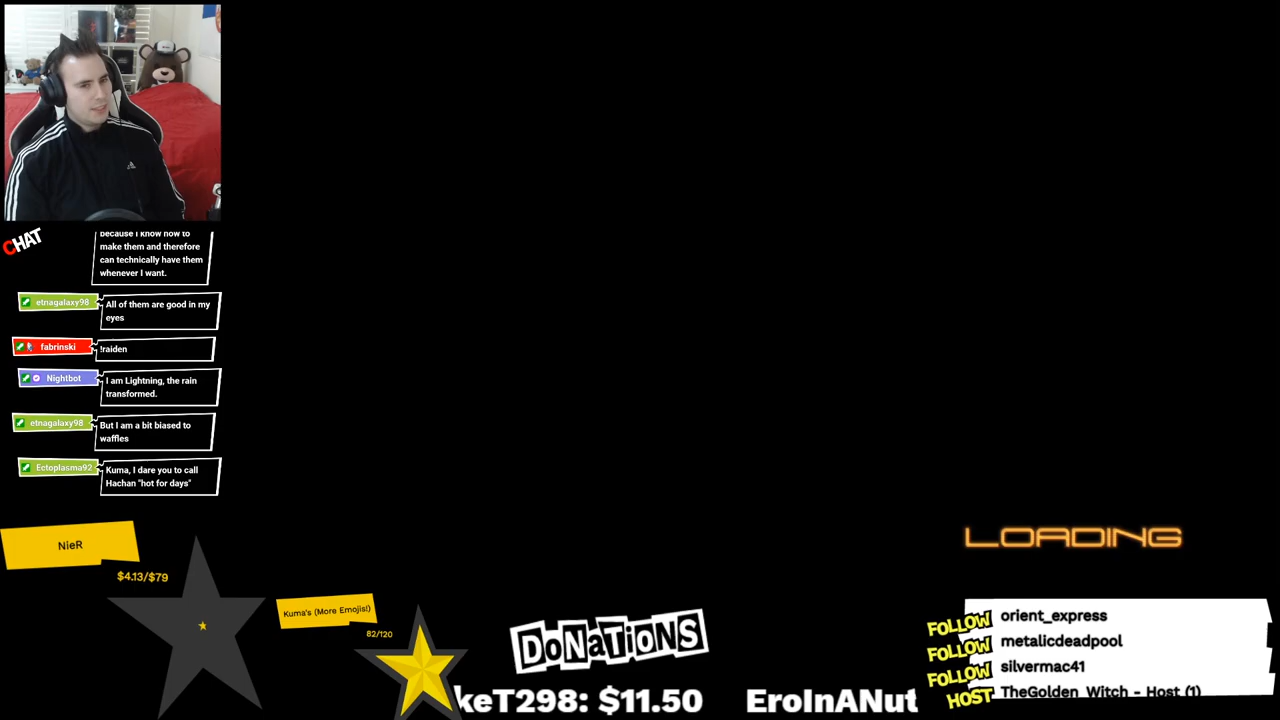 CHAT
because I know how to
make them and therefore
can technically have them
whenever I want.
etnagalaxy98
All of them are good in my
eyes
fabrinski
!raiden
Nightbot
I am Lightning, the rain
transformed.
etnagalaxy98
But I am a bit biased to
waffles
Ectoplasma92
Kuma, I dare you to call
Hachan "hot for days"
NieR
$4.13/$79
Kuma's (More Emojis!)
82/120
DoNaTiONS
keT298: $11.50 EroInANut
LOADING
FOLLOW orient_express
FOLLOW metalicdeadpool
FOLLOW silvermac41
HOST TheGolden_Witch - Host (1)